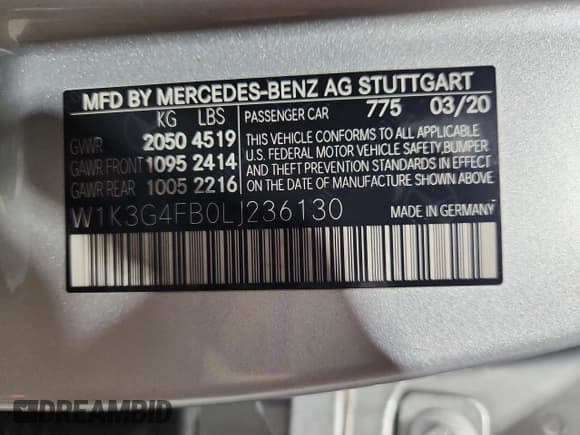 MFD BY MERCEDES-BENZ AG STUTTGART
KG LBS PASSENGER CAR 775 03/20
GVWR 2050 4519
GAWR FRONT 1095 2414
GAWR REAR 1005 2216
THIS VEHICLE CONFORMS TO ALL APPLICABLE
U.S. FEDERAL MOTOR VEHICLE SAFETY,BUMPER
AND THEFT PREVENTION STANDARDS IN EFFECT
ON THE DATE OF MANUFACTURE SHOWN ABOVE
W1K3G4FB0LJ236130 MADE IN GERMANY
DREAMBID